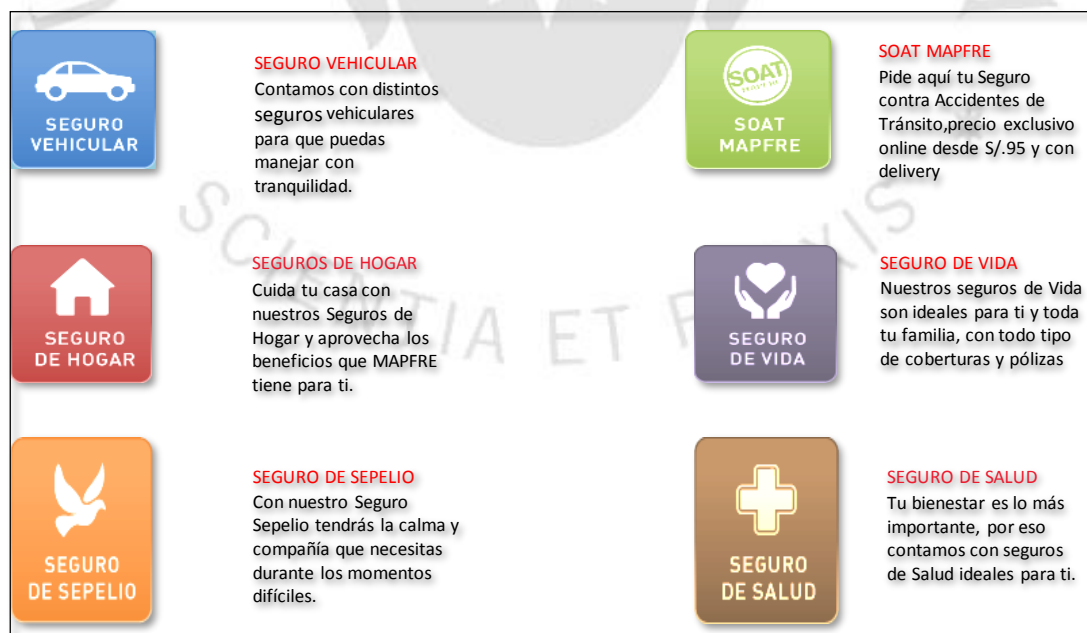 SEGURO
VEHICULAR
SEGURO VEHICULAR
Contamos con distintos
seguros vehiculares
para que puedas
manejar con
tranquilidad.
SOAT
MAPFRE
SOAT
MAPFRE
SOAT MAPFRE
Pide aquí tu Seguro
contra Accidentes de
Tránsito,precio exclusivo
online desde S/.95 y con
delivery
SEGURO
DE HOGAR
SEGUROS DE HOGAR
Cuida tu casa con
nuestros Seguros de
Hogar y aprovecha los
beneficios que MAPFRE
tiene para ti.
SEGURO
DE VIDA
SEGURO DE VIDA
Nuestros seguros de Vida
son ideales para ti y toda
tu familia, con todo tipo
de coberturas y pólizas
SEGURO
DE SEPELIO
SEGURO DE SEPELIO
Con nuestro Seguro
Sepelio tendrás la calma y
compañía que necesitas
durante los momentos
difíciles.
SEGURO
DE SALUD
SEGURO DE SALUD
Tu bienestar es lo más
importante, por eso
contamos con seguros
de Salud ideales para ti.
SCIENTIA ET